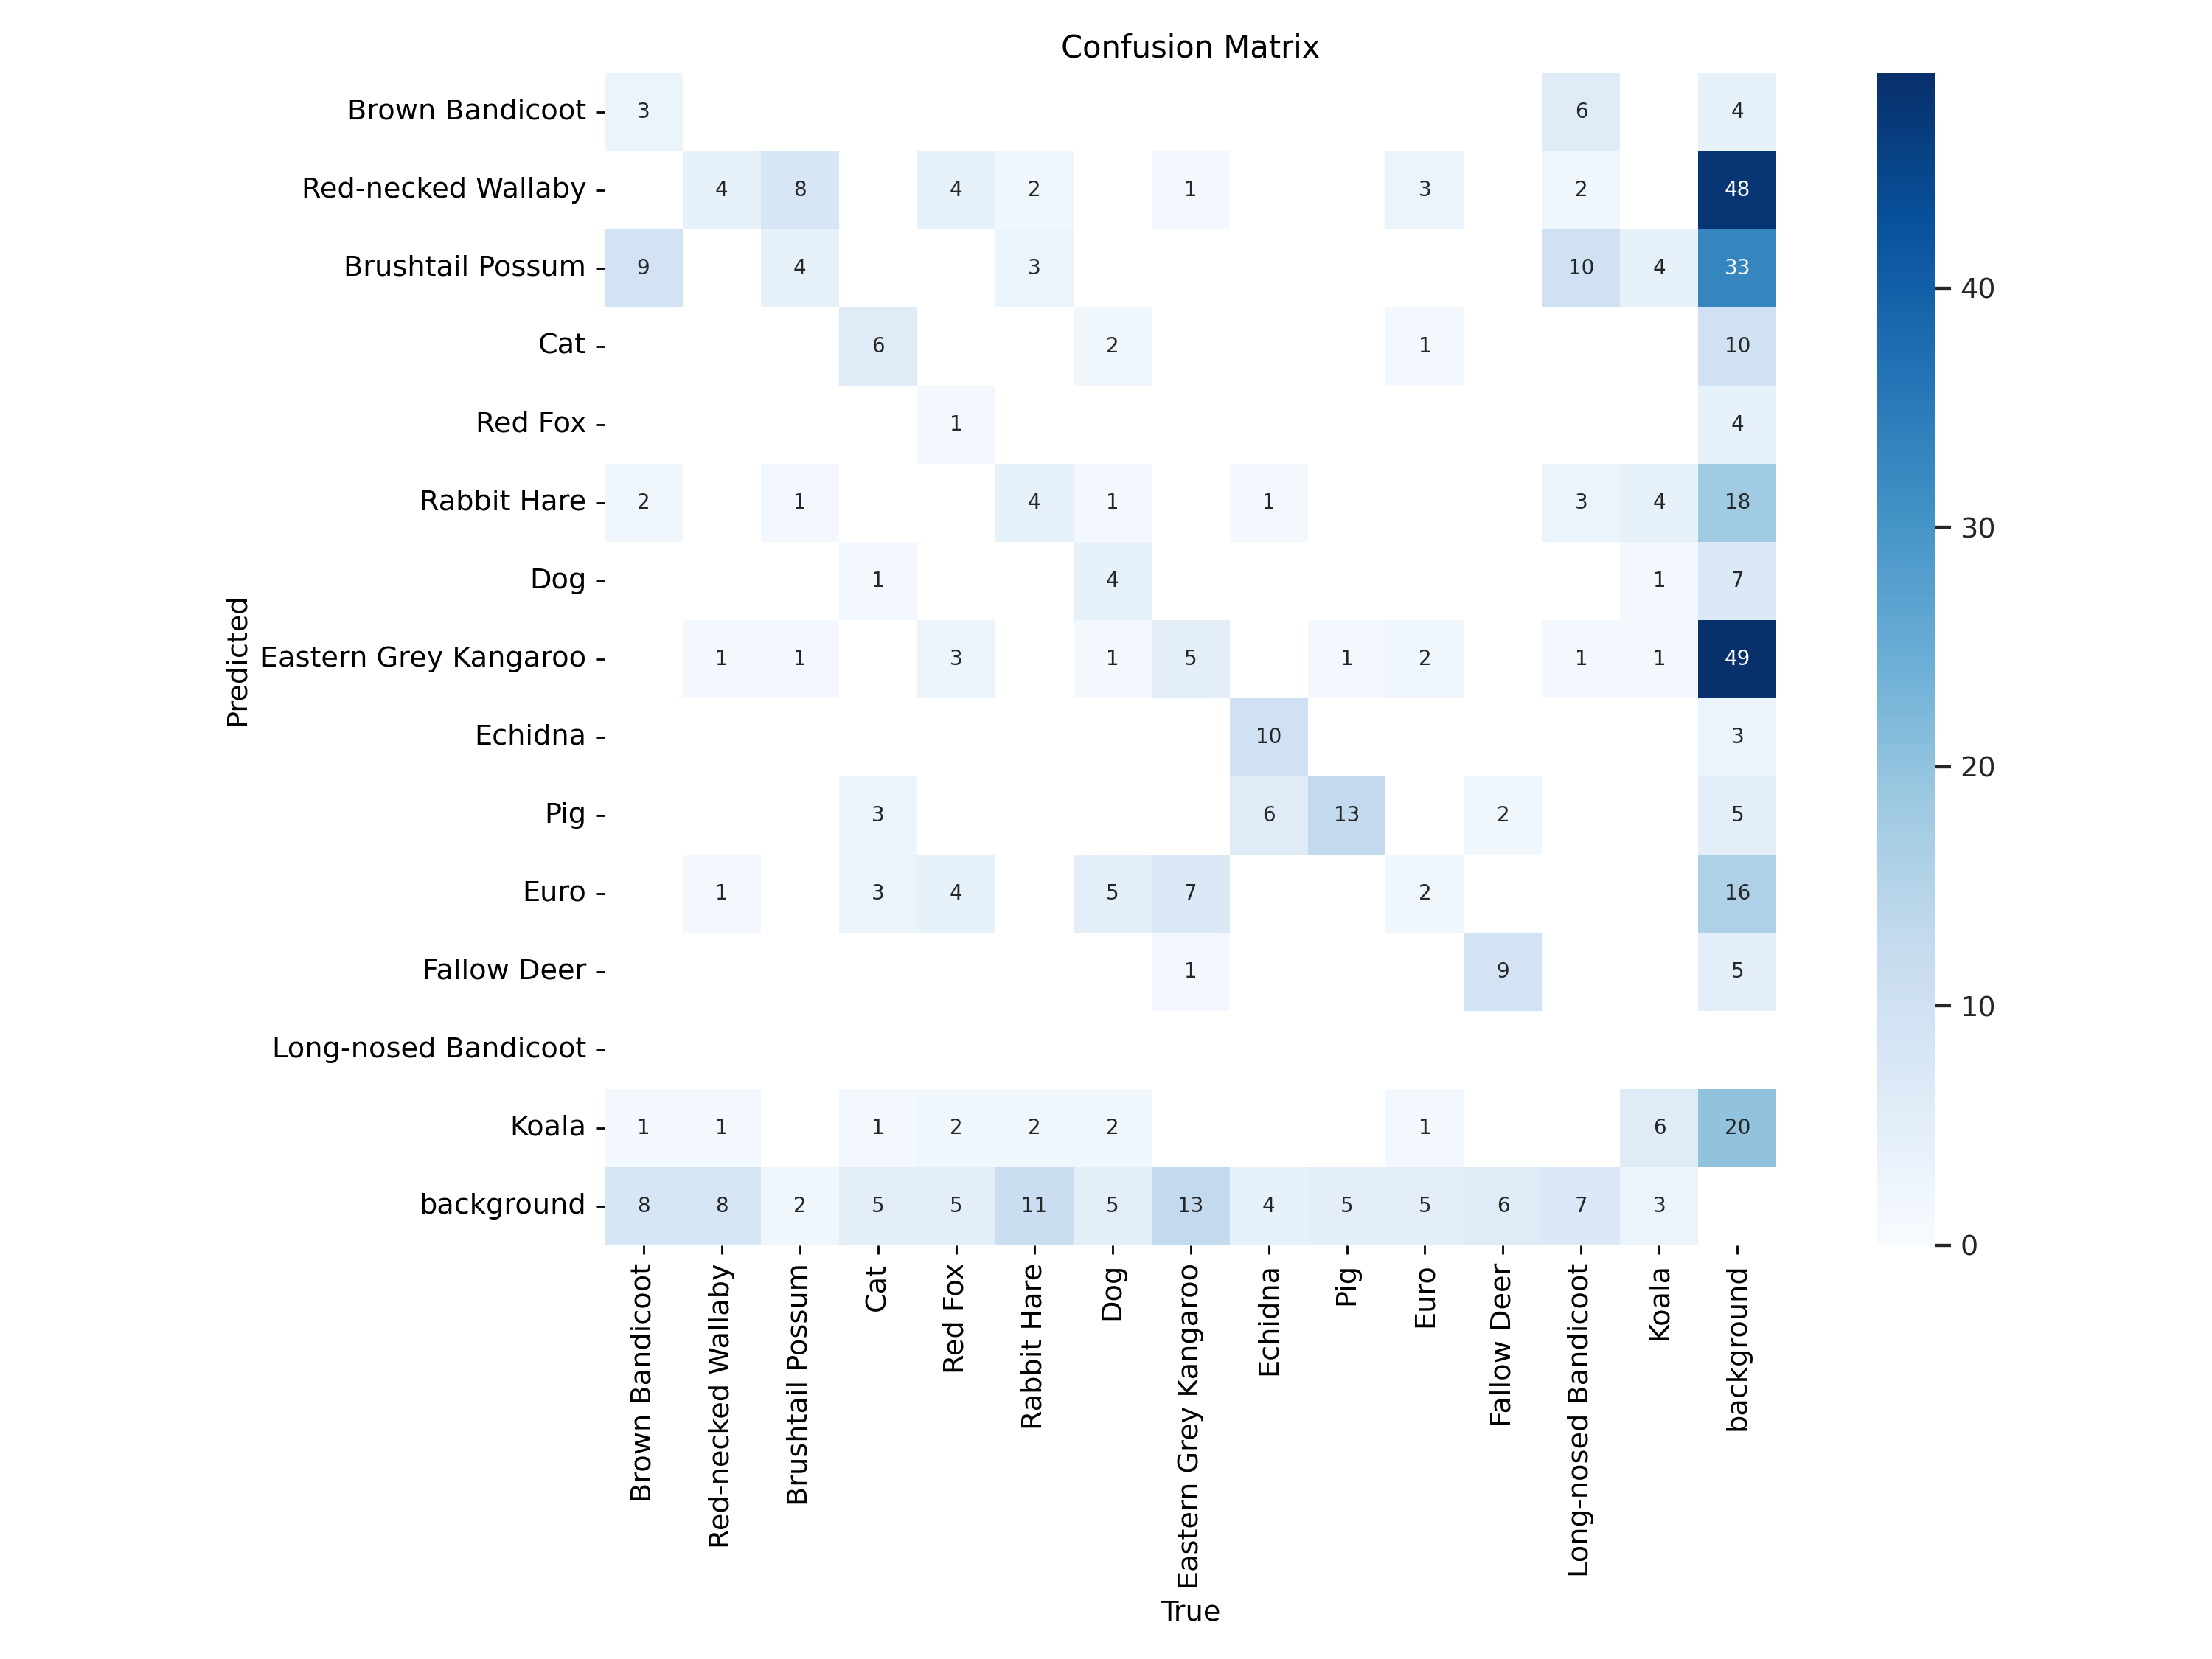 Confusion Matrix
Brown Bandicoot 3 6 4
Red-necked Wallaby 4 8 4 2 1 3 2 48
Brushtail Possum 9 4 3 10 4 33
Cat 6 2 1 10
Red Fox 1 4
Rabbit Hare 2 1 4 1 1 3 4 18
Dog 1 4 1 7
Eastern Grey Kangaroo 1 1 3 1 5 1 2 1 1 49
Echidna 10 3
Pig 3 6 13 2 5
Euro 1 3 4 5 7 2 16
Fallow Deer 1 9 5
Long-nosed Bandicoot
Koala 1 1 1 2 2 2 1 6 20
background 8 8 2 5 5 11 5 13 4 5 5 6 7 3
Predicted
Brown Bandicoot
Red-necked Wallaby
Brushtail Possum
Cat
Red Fox
Rabbit Hare
Dog
Eastern Grey Kangaroo
Echidna
Pig
Euro
Fallow Deer
Long-nosed Bandicoot
Koala
background
True
40
30
20
10
0